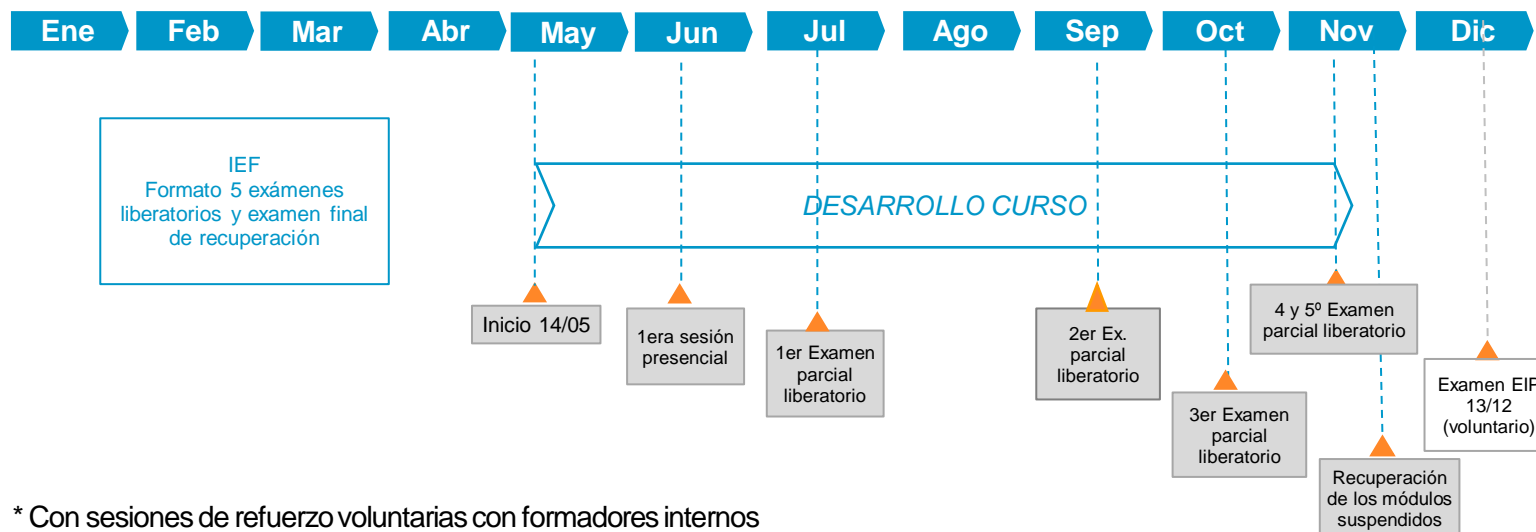 Ene Feb Mar Abr May Jun Jul Ago Sep Oct Nov Dic
IEF
Formato 5 exámenes
liberatorios y examen final
de recuperación
DESARROLLO CURSO
Inicio 14/05
1era sesión
presencial
1er Examen
parcial
liberatorio
2er Ex.
parcial
liberatorio
3er Examen
parcial
liberatorio
4 y 5º Examen
parcial liberatorio
Recuperación
de los módulos
suspendidos
Examen EIP
13/12
(voluntario)
* Con sesiones de refuerzo voluntarias con formadores internos